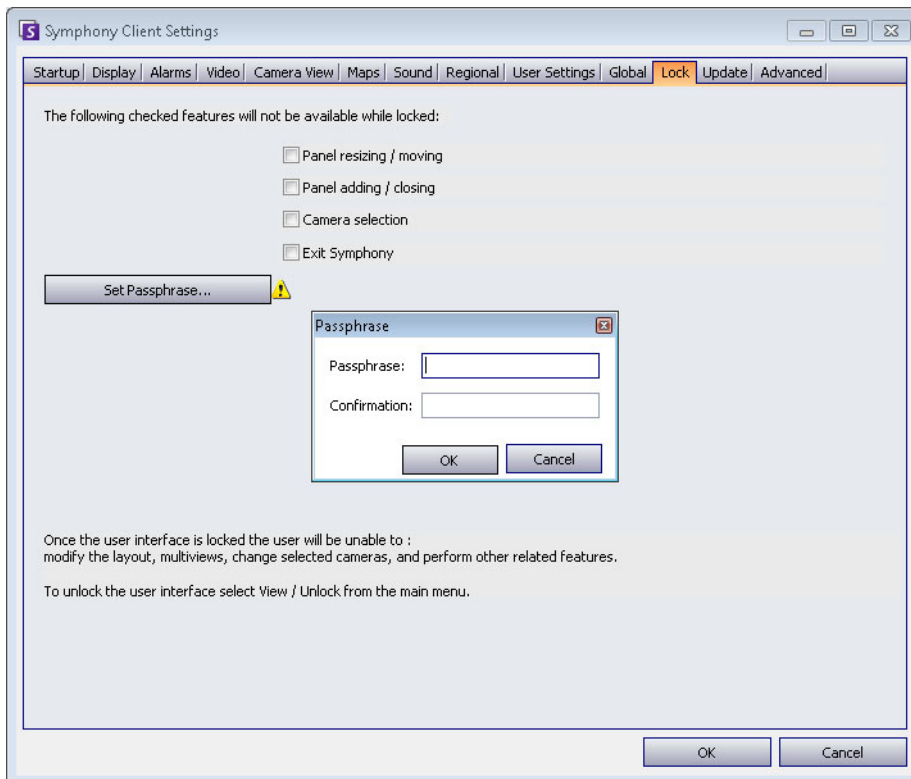 S Symphony Client Settings
Startup Display Alarms Video Camera View Maps Sound Regional User Settings Global Lock Update Advanced
The following checked features will not be available while locked:
Panel resizing / moving
Panel adding / closing
Camera selection
Exit Symphony
Set Passphrase...
Passphrase
Passphrase:
Confirmation:
OK Cancel
Once the user interface is locked the user will be unable to :
modify the layout, multiviews, change selected cameras, and perform other related features.
To unlock the user interface select View / Unlock from the main menu.
OK Cancel